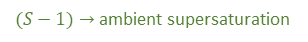 (S − 1) → ambient supersaturation